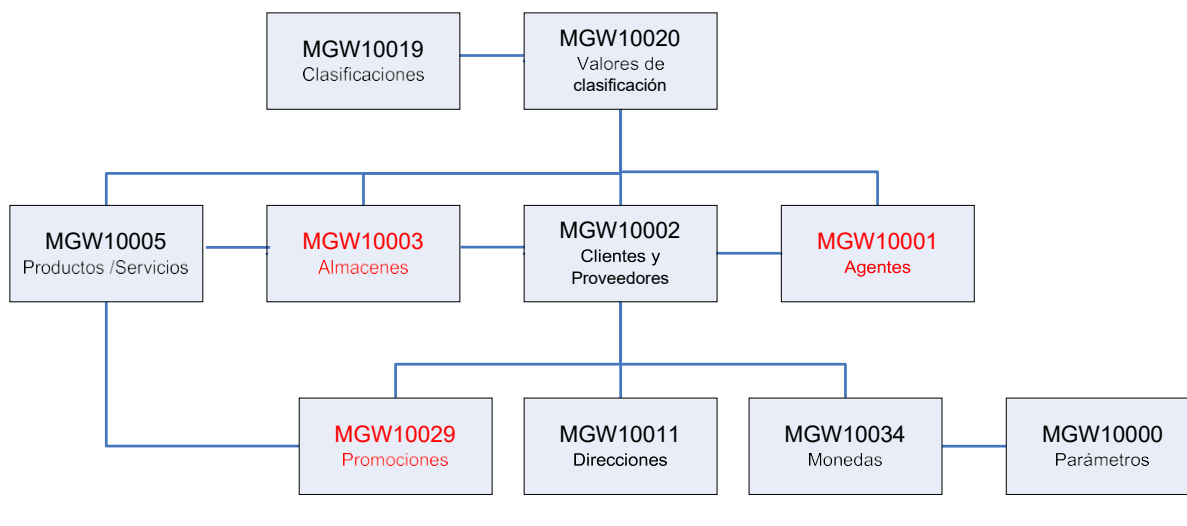 MGW10019
Clasificaciones
MGW10020
Valores de
clasificación
MGW10005
Productos /Servicios
MGW10003
Almacenes
MGW10002
Clientes y
Proveedores
MGW10001
Agentes
MGW10029
Promociones
MGW10011
Direcciones
MGW10034
Monedas
MGW10000
Parámetros